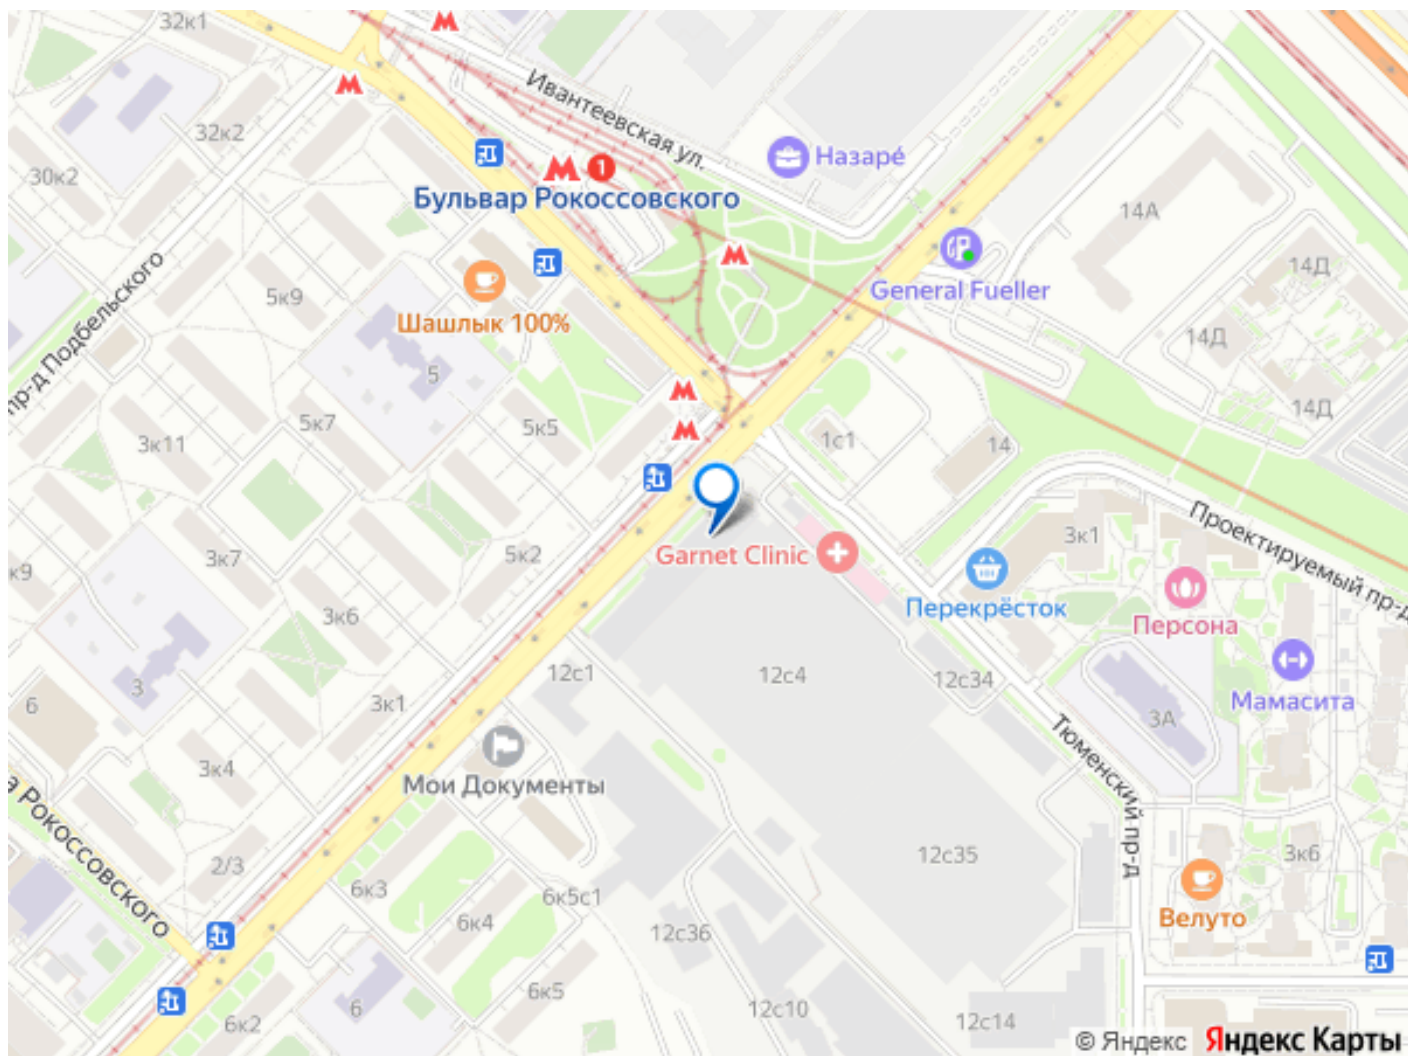 32к1
Ивантеевская ул.
32к2
Назаре́
30к2
1
Бульвар Рокоссовского
14А
14Д
General Fueller
5к9
пр-д Подбельского
Шашлык 100%
14Д
5
14Д
5к7
5к5
3к11
1с1
14
Проектируемый пр-д
3к1
3к7
5к2
Garnet Clinic
к9
Перекрёсток
Персона
3к6
12с1
12с4
12с34
Мамасита
3
6
3к1
3А
Тюменский пр-д
3к4
Мои Документы
а Рокоссовского
2/3
12с35
3к6
6к3
6к5с1
6к4
Велуто
12с36
6к5
6
12с10
12с14
6к2
© Яндекс Яндекс Карты